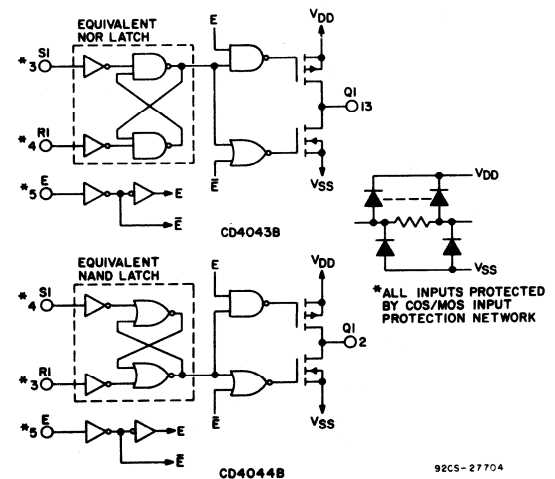 EQUIVALENT
NOR LATCH
E
VDD
*3 S1
Q1
13
*4 R1
E̅
VSS
*5 E
E
E̅
CD4043B
VDD
VSS
*ALL INPUTS PROTECTED
BY COS/MOS INPUT
PROTECTION NETWORK
EQUIVALENT
NAND LATCH
E
VDD
*4 S1
Q1
2
*3 R1
E̅
VSS
*5 E
E
E̅
CD4044B
92CS-27704